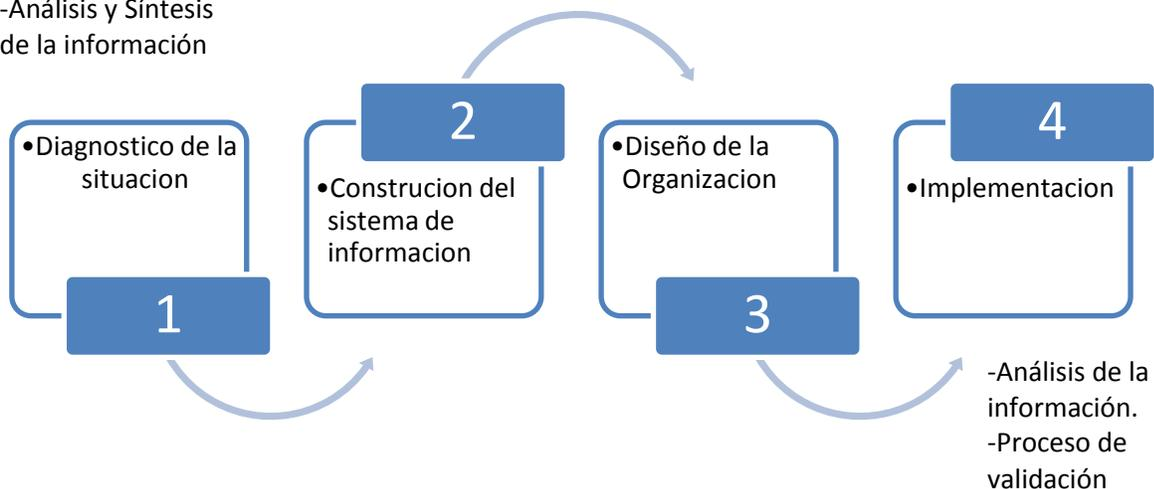 -Análisis y Síntesis
de la información
•Diagnostico de la
situacion
1
2
•Construcion del
sistema de
informacion
•Diseño de la
Organizacion
3
4
•Implementacion
-Análisis de la
información.
-Proceso de
validación